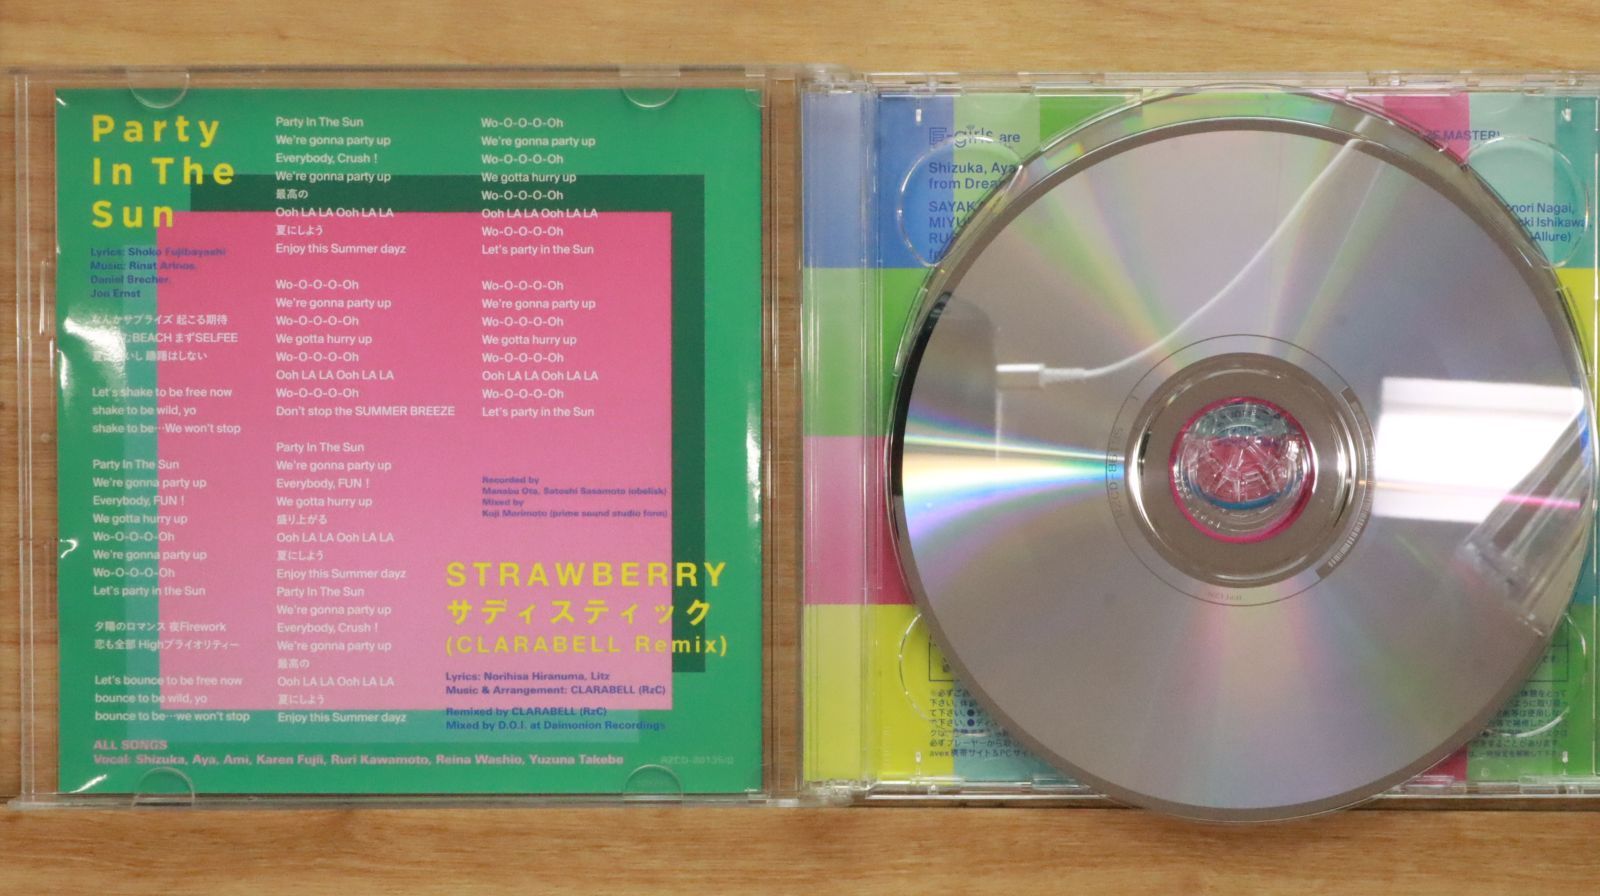 Party
In The
Sun
Lyrics: Shoko Fujibayashi
Music: Rinat Arinos,
Daniel Brecher,
Jon Ernst
なんかサプライズ 起こる期待
BEACH まずSELFEE
躊躇はしない
Let's shake to be free now
shake to be wild, yo
shake to be…We won't stop
Party In The Sun
We're gonna party up
Everybody, FUN !
We gotta hurry up
Wo-O-O-O-Oh
We're gonna party up
Wo-O-O-O-Oh
Let's party in the Sun
夕陽のロマンス 夜Firework
恋も全部 Highプライオリティー
Let's bounce to be free now
bounce to be wild, yo
bounce to be…we won't stop
Party In The Sun
We're gonna party up
Everybody, Crush !
We're gonna party up
最高の
Ooh LA LA Ooh LA LA
夏にしよう
Enjoy this Summer dayz
Wo-O-O-O-Oh
We're gonna party up
Wo-O-O-O-Oh
We gotta hurry up
Wo-O-O-O-Oh
Ooh LA LA Ooh LA LA
Wo-O-O-O-Oh
Don't stop the SUMMER BREEZE
Party In The Sun
We're gonna party up
Everybody, FUN !
We gotta hurry up
盛り上がる
Ooh LA LA Ooh LA LA
夏にしよう
Enjoy this Summer dayz
Party In The Sun
We're gonna party up
Everybody, Crush !
We're gonna party up
最高の
Ooh LA LA Ooh LA LA
夏にしよう
Enjoy this Summer dayz
Wo-O-O-O-Oh
We're gonna party up
Wo-O-O-O-Oh
We gotta hurry up
Wo-O-O-O-Oh
Ooh LA LA Ooh LA LA
Wo-O-O-O-Oh
Let's party in the Sun
Wo-O-O-O-Oh
We're gonna party up
Wo-O-O-O-Oh
We gotta hurry up
Wo-O-O-O-Oh
Ooh LA LA Ooh LA LA
Wo-O-O-O-Oh
Let's party in the Sun
Recorded by
Manabu Ota, Satoshi Sasamoto (obelisk)
Mixed by
Koji Morimoto (prime sound studio form)
STRAWBERRY
サディスティック
(CLARABELL Remix)
Lyrics: Norihisa Hiranuma, Litz
Music & Arrangement: CLARABELL (RzC)
Remixed by CLARABELL (RzC)
Mixed by D.O.I. at Daimonion Recordings
ALL SONGS
Vocal: Shizuka, Aya, Ami, Karen Fujii, Ruri Kawamoto, Reina Washio, Yuzuna Takebe
E-girls are
Shizuka, Aya
from
MASTER)
Nagai,
Ishikawa
Allure)